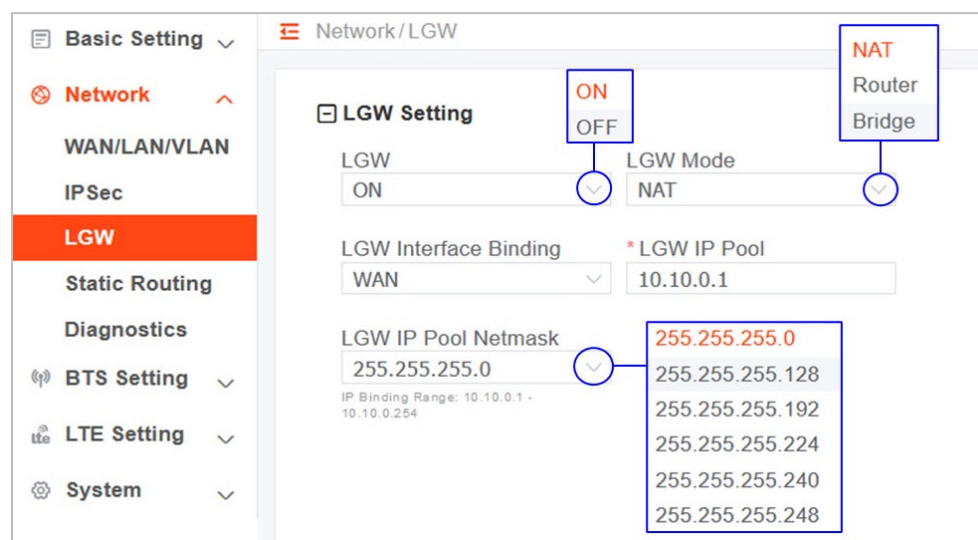 Basic Setting
Network
WAN/LAN/VLAN
IPSec
LGW
Static Routing
Diagnostics
BTS Setting
LTE Setting
System
Network/LGW
LGW Setting
LGW
ON
ON
OFF
LGW Mode
NAT
NAT
Router
Bridge
LGW Interface Binding
WAN
* LGW IP Pool
10.10.0.1
LGW IP Pool Netmask
255.255.255.0
IP Binding Range: 10.10.0.1 -
10.10.0.254
255.255.255.0
255.255.255.128
255.255.255.192
255.255.255.224
255.255.255.240
255.255.255.248